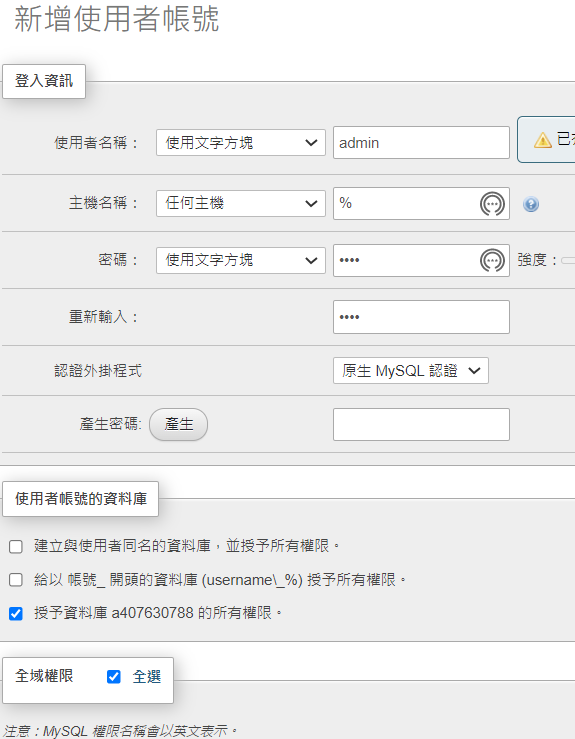 新增使用者帳號
登入資訊
使用者名稱： 使用文字方塊 admin 已
主機名稱： 任何主機 %
密碼： 使用文字方塊 •••• 強度：
重新輸入： ••••
認證外掛程式 原生 MySQL 認證
產生密碼: 產生
使用者帳號的資料庫
建立與使用者同名的資料庫，並授予所有權限。
給以 帳號_ 開頭的資料庫 (username\_%) 授予所有權限。
授予資料庫 a407630788 的所有權限。
全域權限 全選
注意：MySQL 權限名稱會以英文表示。